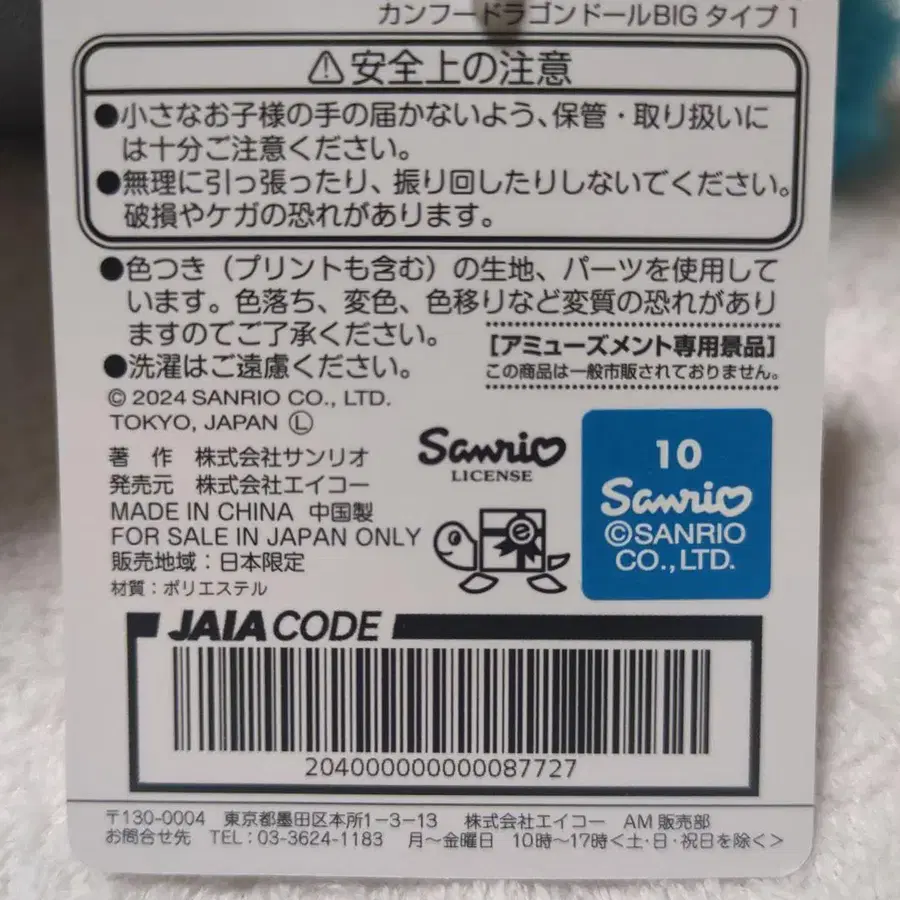 カンフードラゴンドールBIG タイプ 1
⚠安全上の注意
●小さなお子様の手の届かないよう、保管・取り扱いに
は十分ご注意ください。
●無理に引っ張ったり、振り回したりしないでください。
破損やケガの恐れがあります。
●色つき（プリントも含む）の生地、パーツを使用して
います。色落ち、変色、色移りなど変質の恐れがあり
ますのでご了承ください。
●洗濯はご遠慮ください。
[アミューズメント専用景品]
この商品は一般市販されておりません。
© 2024 SANRIO CO., LTD.
TOKYO, JAPAN Ⓛ
著 作 株式会社サンリオ
発売元 株式会社エイコー
MADE IN CHINA 中国製
FOR SALE IN JAPAN ONLY
販売地域：日本限定
材質：ポリエステル
Sanrio
LICENSE
e
10
Sanrio
©SANRIO
CO.,LTD.
JAIA CODE
2040000000000087727
〒130-0004 東京都墨田区本所1-3-13 株式会社エイコー AM 販売部
お問合せ先 TEL：03-3624-1183 月〜金曜日 10時〜17時＜土・日・祝日を除く＞